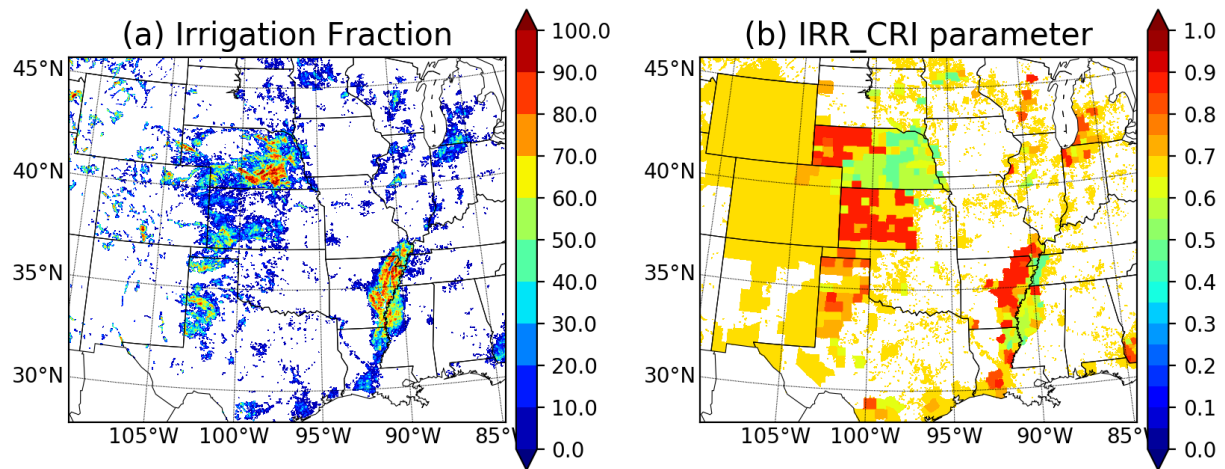 (a) Irrigation Fraction
45°N
40°N
35°N
30°N
105°W 100°W 95°W 90°W 85°W
100.0
90.0
80.0
70.0
60.0
50.0
40.0
30.0
20.0
10.0
0.0
(b) IRR_CRI parameter
45°N
40°N
35°N
30°N
105°W 100°W 95°W 90°W 85°W
1.0
0.9
0.8
0.7
0.6
0.5
0.4
0.3
0.2
0.1
0.0